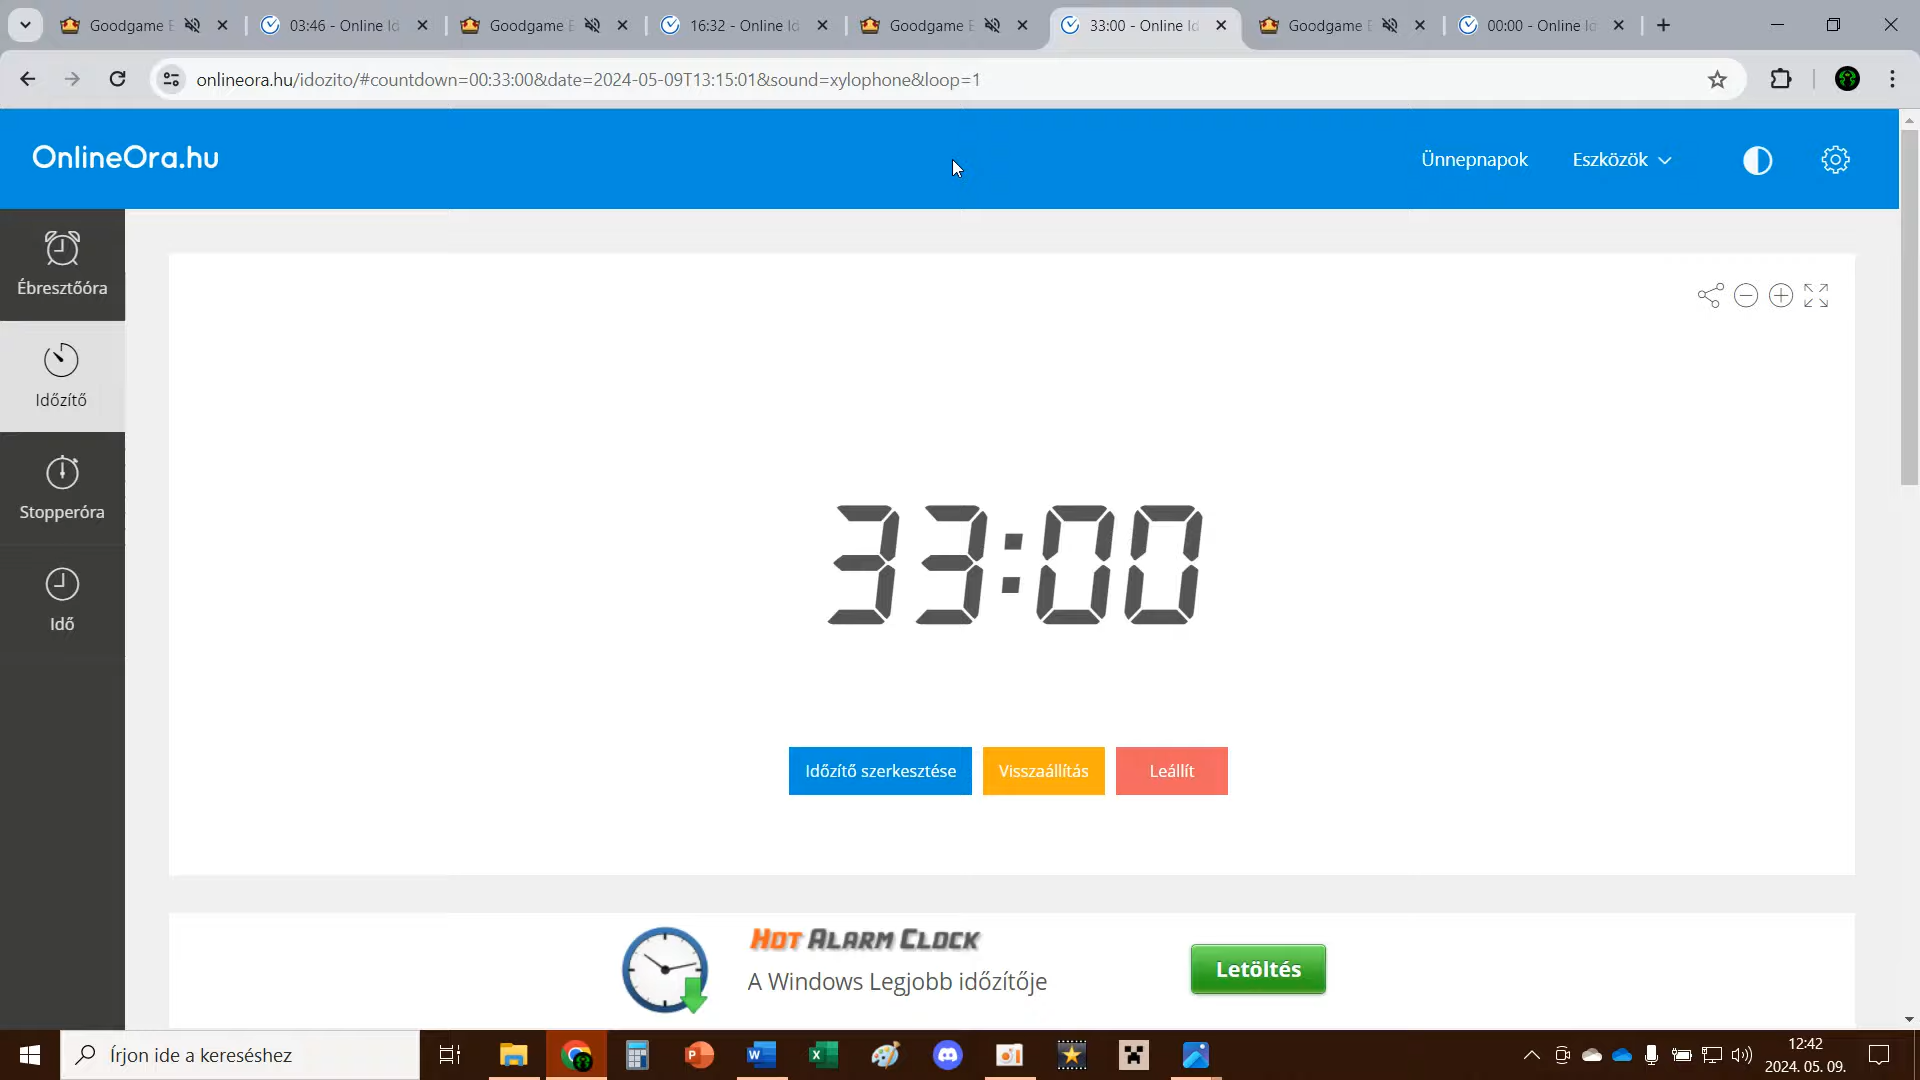 Goodgame E
03:46 - Online Id
Goodgame E
16:32 - Online Id
Goodgame E
33:00 - Online Id
Goodgame E
00:00 - Online Id
onlineora.hu/idozito/#countdown=00:33:00&date=2024-05-09T13:15:01&sound=xylophone&loop=1
OnlineOra.hu
Ünnepnapok
Eszközök
Ébresztőóra
Időzítő
Stopperóra
Idő
33:00
Időzítő szerkesztése
Visszaállítás
Leállít
Hot Alarm Clock
A Windows Legjobb időzítője
Letöltés
Írjon ide a kereséshez
12:42
2024. 05. 09.